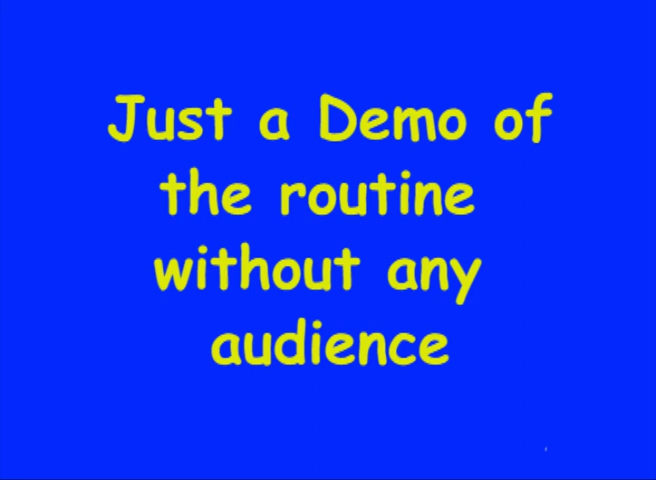 Just a Demo of
the routine
without any
audience